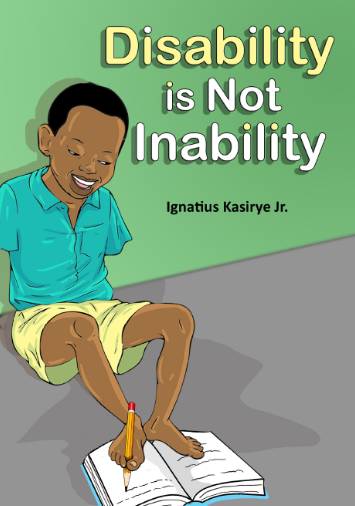 Disability
is Not
Inability
Ignatius Kasirye Jr.